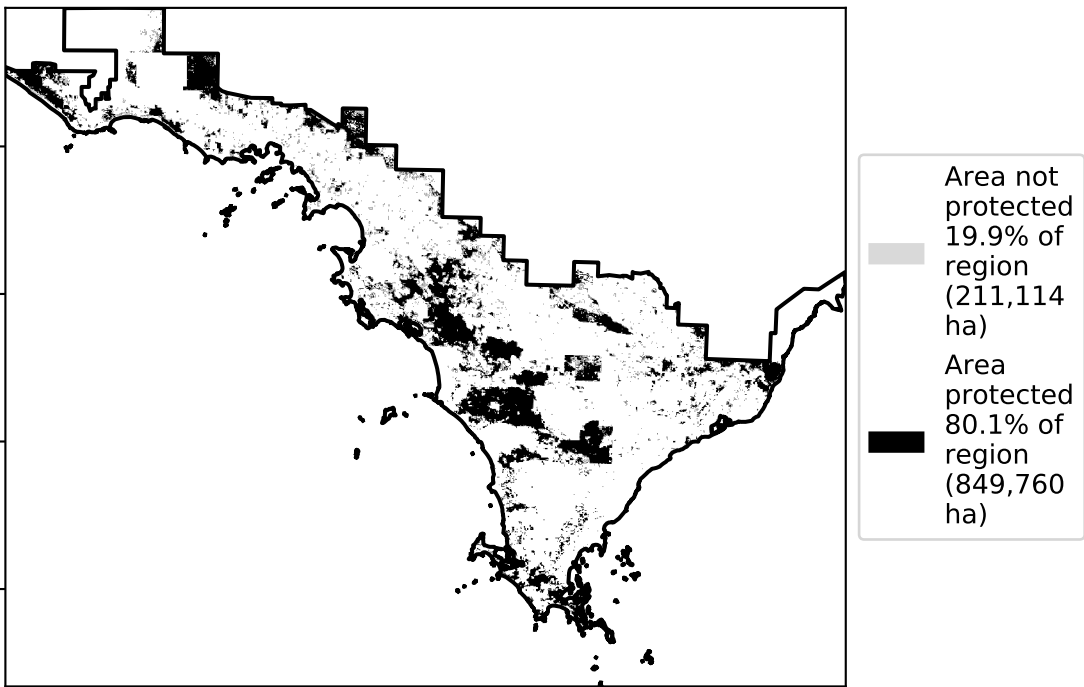 Area not
protected
19.9% of
region
(211,114
ha)
Area
protected
80.1% of
region
(849,760
ha)